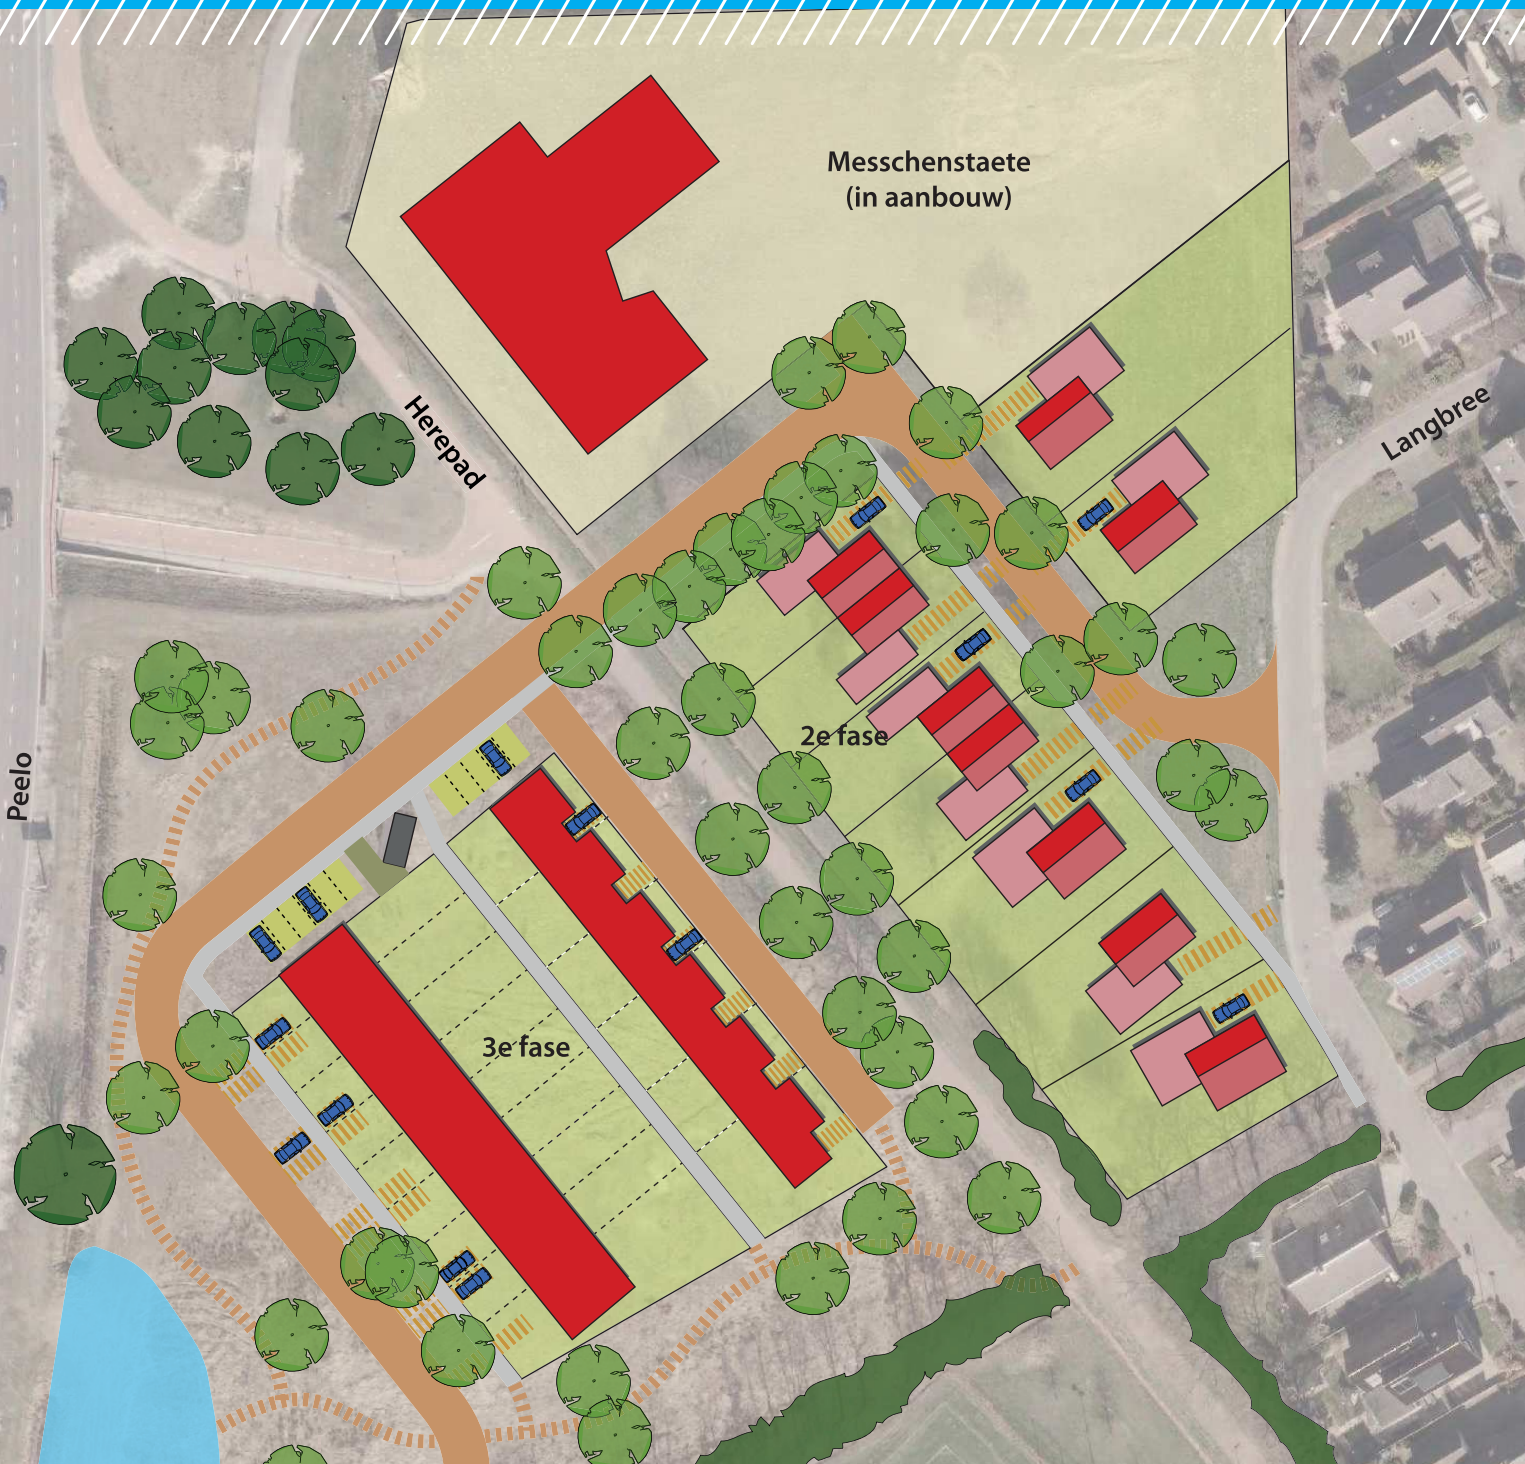 Messchenstaete
(in aanbouw)
Herepad
Langbree
2e fase
Peelo
3e fase